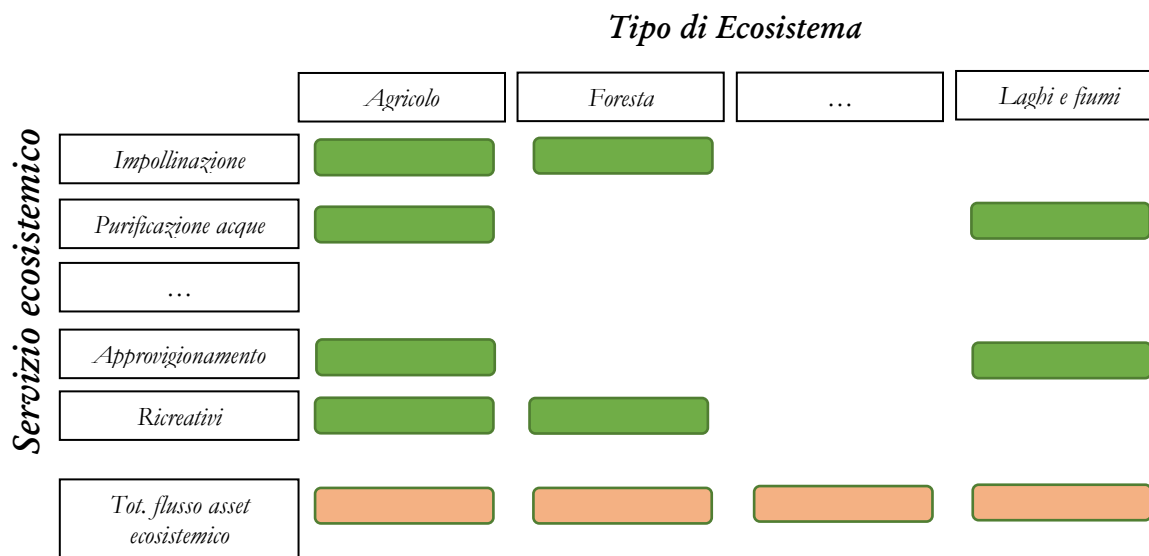 Tipo di Ecosistema
Agricolo
Foresta
…
Laghi e fiumi
Servizio ecosistemico
Impollinazione
Purificazione acque
…
Approvigionamento
Ricreativi
Tot. flusso asset
ecosistemico